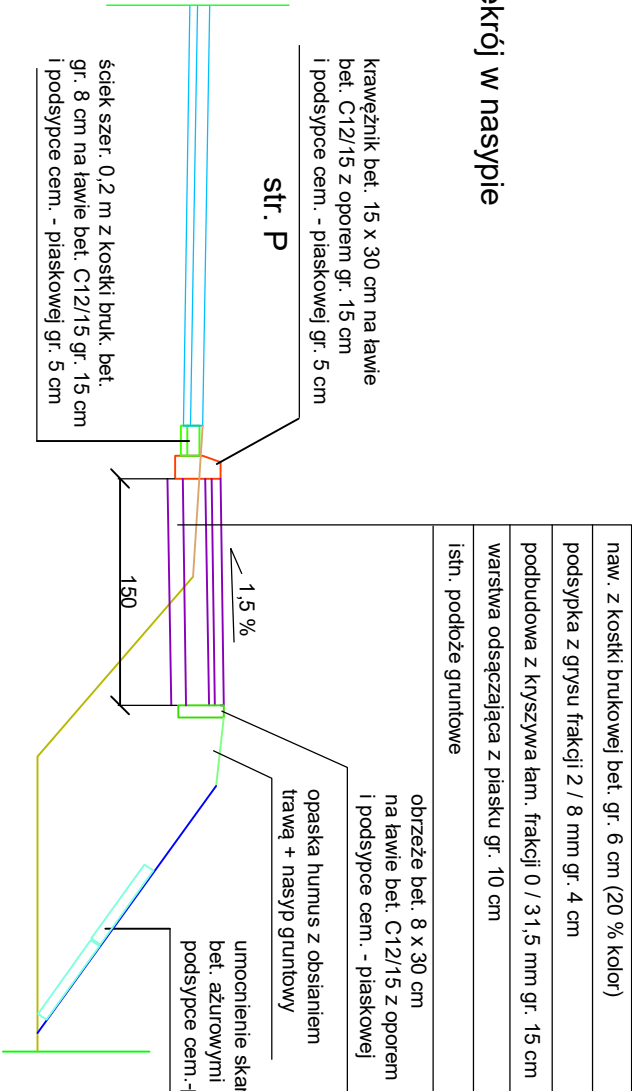 ekrój w nasypie
naw. z kostki brukowej bet. gr. 6 cm (20 % kolor)
podsypka z grysu frakcji 2 / 8 mm gr. 4 cm
podbudowa z kryszywa łam. frakcji 0 / 31,5 mm gr. 15 cm
warstwa odsączająca z piasku gr. 10 cm
istn. podłoże gruntowe
krawężnik bet. 15 x 30 cm na ławie
bet. C12/15 z oporem gr. 15 cm
i podsypce cem. - piaskowej gr. 5 cm
str. P
1,5 %
150
obrzeże bet. 8 x 30 cm
na ławie bet. C12/15 z oporem
i podsypce cem. - piaskowej
opaska humus z obsianiem
trawą + nasyp gruntowy
umocnienie skar
bet. ażurowymi
podsypce cem.-
ściek szer. 0,2 m z kostki bruk. bet.
gr. 8 cm na ławie bet. C12/15 gr. 15 cm
i podsypce cem. - piaskowej gr. 5 cm